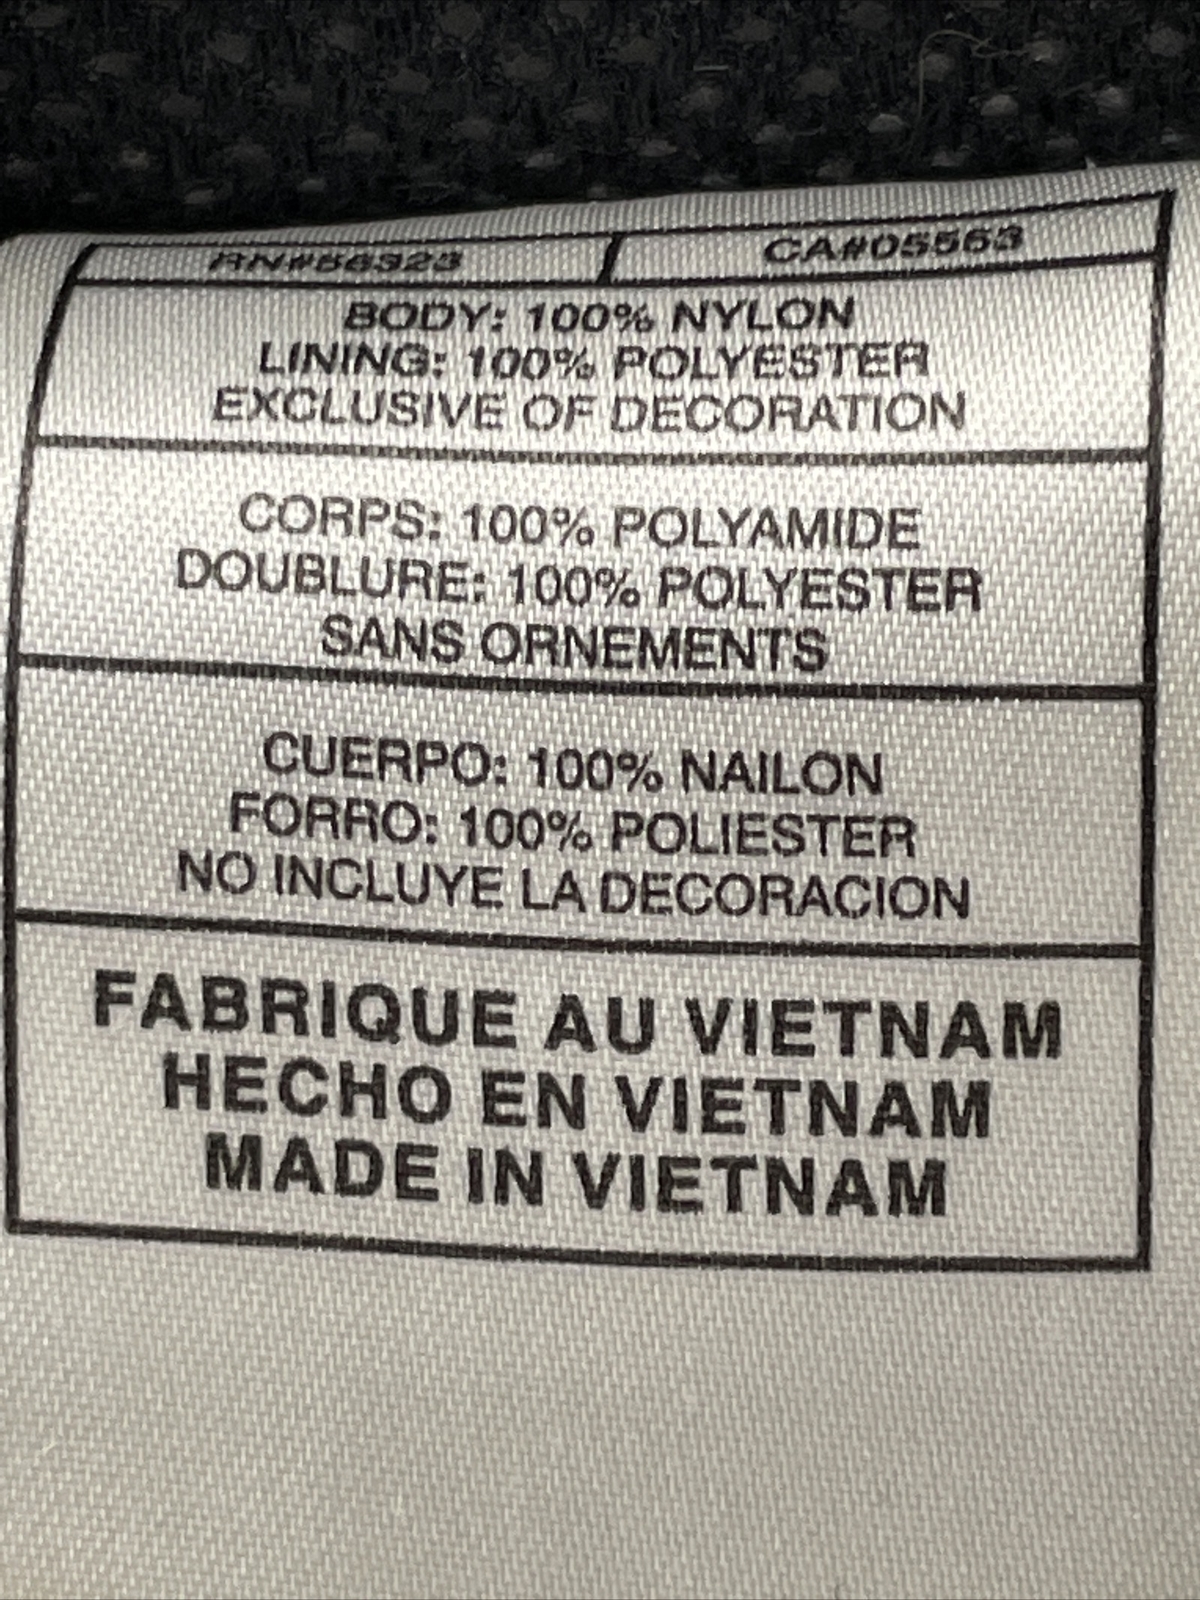 RN#56323 CA#05563
BODY: 100% NYLON
LINING: 100% POLYESTER
EXCLUSIVE OF DECORATION
CORPS: 100% POLYAMIDE
DOUBLURE: 100% POLYESTER
SANS ORNEMENTS
CUERPO: 100% NAILON
FORRO: 100% POLIESTER
NO INCLUYE LA DECORACION
FABRIQUE AU VIETNAM
HECHO EN VIETNAM
MADE IN VIETNAM